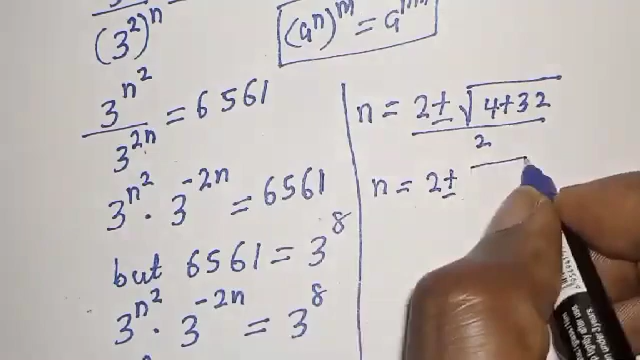 (3²)ⁿ
(aⁿ)ᵐ = aⁿᵐ
3^{n²} / 3^{2n} = 6561
3^{n²} · 3^{-2n} = 6561
but 6561 = 3⁸
3^{n²} · 3^{-2n} = 3⁸
n = (2 ± √(4+32)) / 2
n = 2 ±